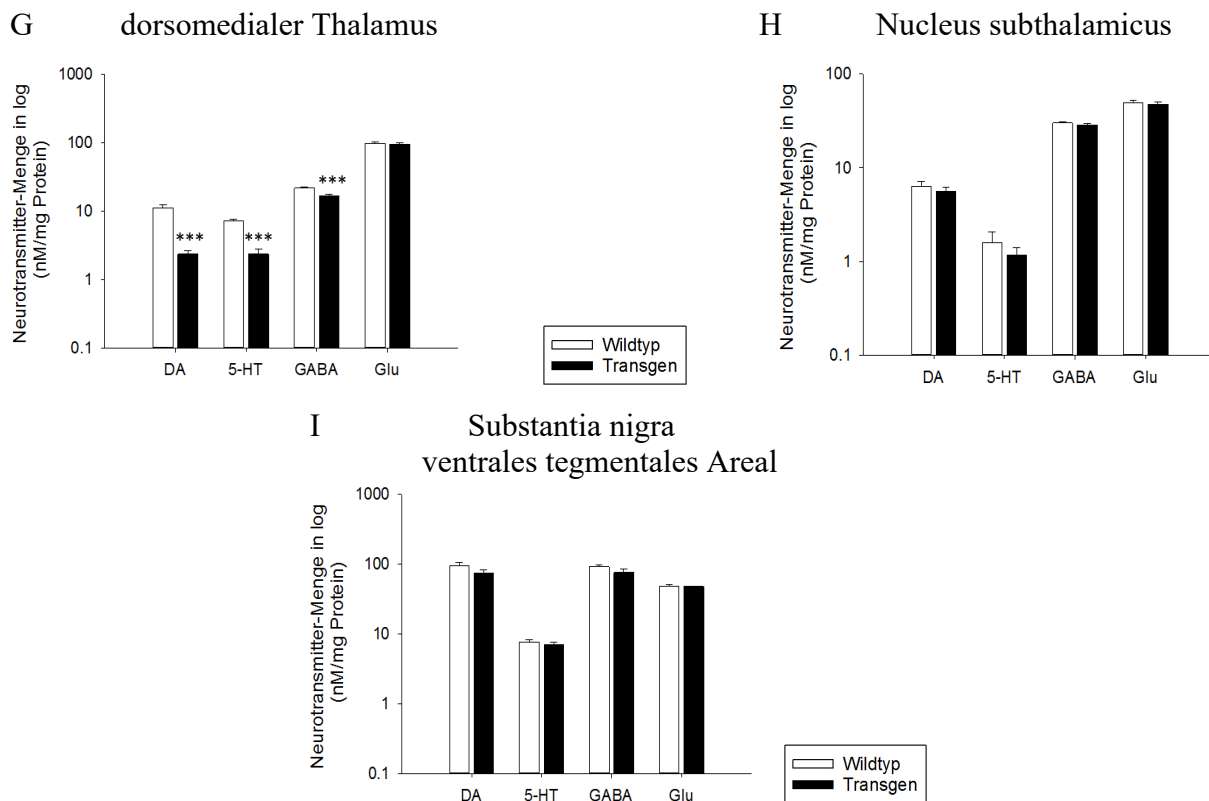 G dorsomedialer Thalamus
Neurotransmitter-Menge in log
(nM/mg Protein)
1000
100
10
1
0.1
***
***
***
DA 5-HT GABA Glu
Wildtyp
Transgen
H Nucleus subthalamicus
Neurotransmitter-Menge in log
(nM/mg Protein)
100
10
1
0.1
DA 5-HT GABA Glu
I Substantia nigra
ventrales tegmentales Areal
Neurotransmitter-Menge in log
(nM/mg Protein)
1000
100
10
1
0.1
DA 5-HT GABA Glu
Wildtyp
Transgen